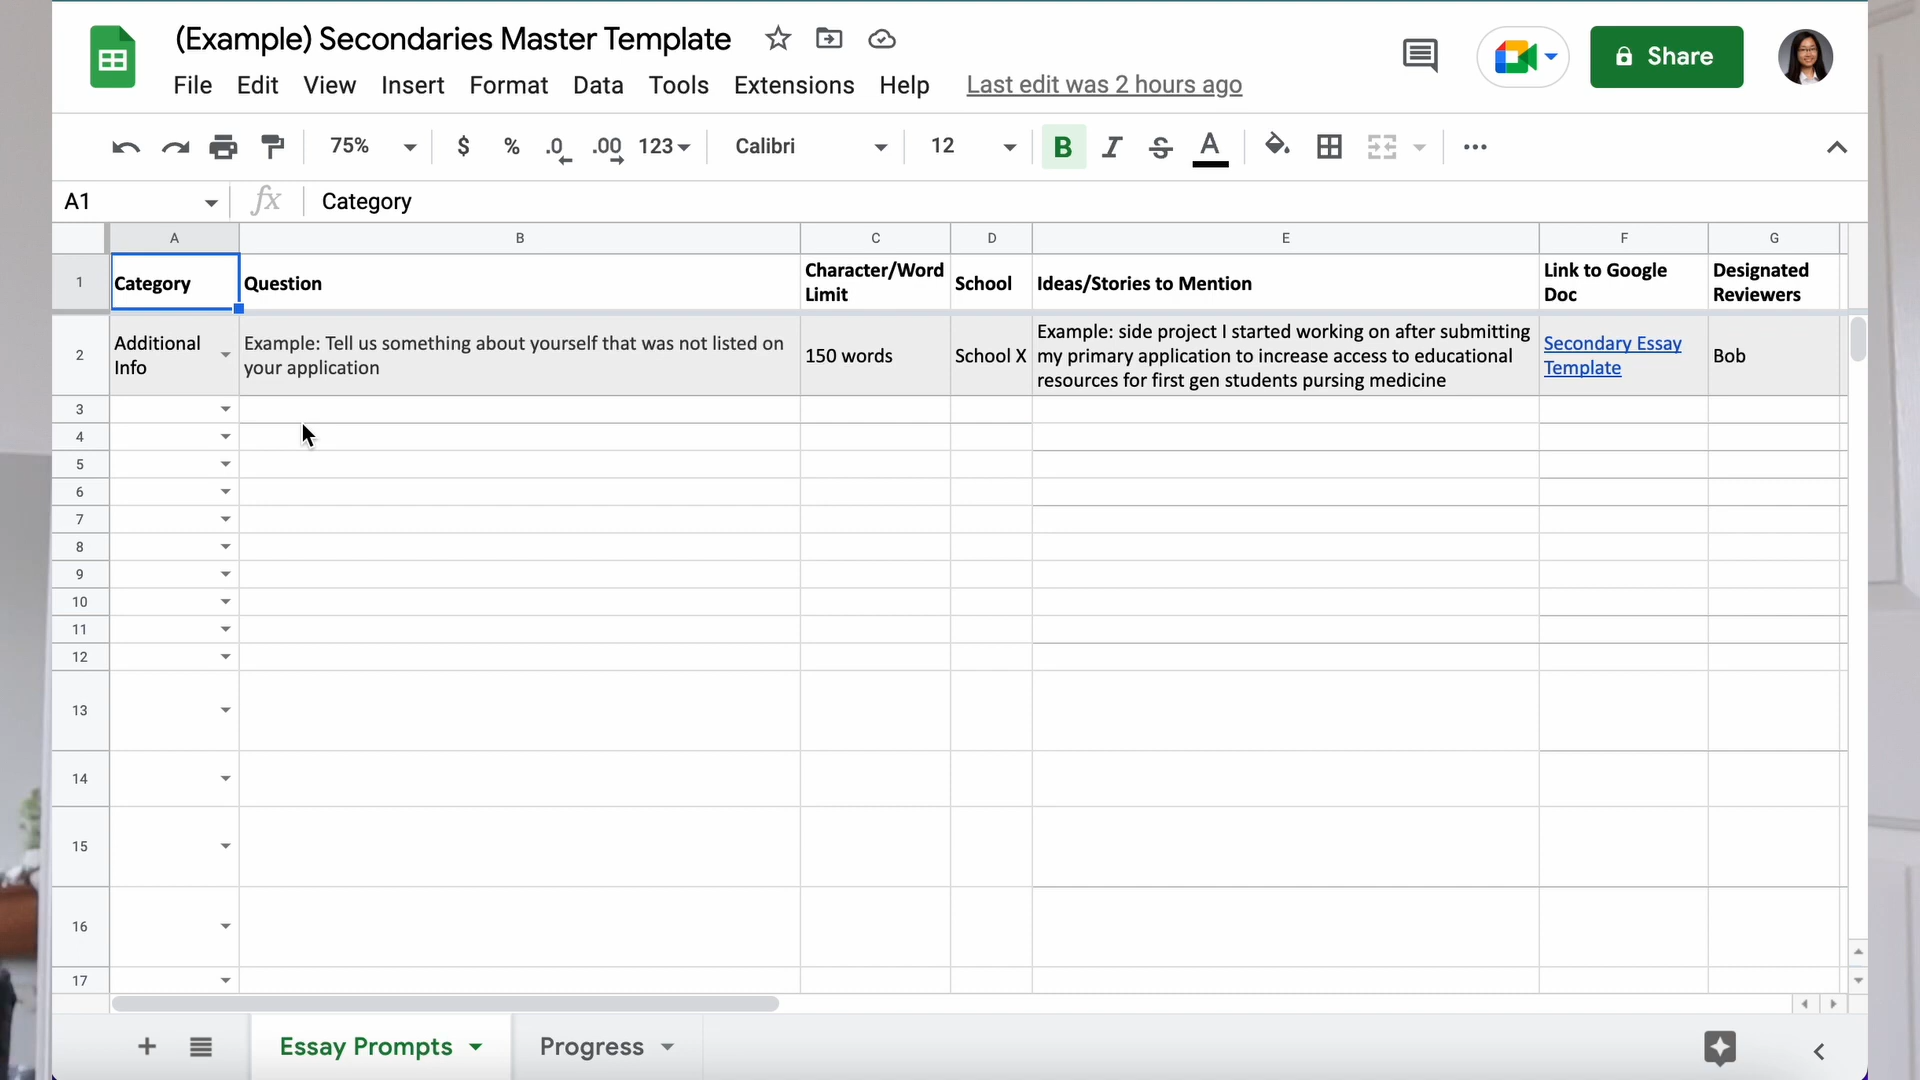 (Example) Secondaries Master Template
File Edit View Insert Format Data Tools Extensions Help Last edit was 2 hours ago
Share
75% $ % .0 .00 123 Calibri 12 B I S A
A1 fx Category
A B C D E F G
1 Category Question Character/Word Limit School Ideas/Stories to Mention Link to Google Doc Designated Reviewers
2 Additional Info Example: Tell us something about yourself that was not listed on your application 150 words School X Example: side project I started working on after submitting my primary application to increase access to educational resources for first gen students pursing medicine Secondary Essay Template Bob
3
4
5
6
7
8
9
10
11
12
13
14
15
16
17
+ Essay Prompts Progress